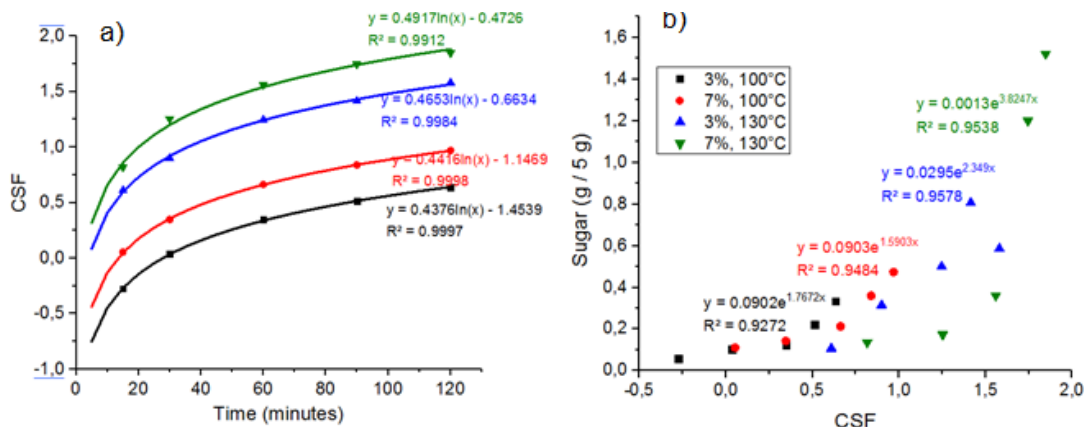 a)
y = 0.4917ln(x) - 0.4726
R² = 0.9912
y = 0.4653ln(x) - 0.6634
R² = 0.9984
y = 0.4416ln(x) - 1.1469
R² = 0.9998
y = 0.4376ln(x) - 1.4539
R² = 0.9997
2,0
1,5
1,0
0,5
0,0
-0,5
-1,0
CSF
0 20 40 60 80 100 120
Time (minutes)
b)
3%, 100°C
7%, 100°C
3%, 130°C
7%, 130°C
y = 0.0013e^3.8247x
R² = 0.9538
y = 0.0295e^2.349x
R² = 0.9578
y = 0.0903e^1.5903x
R² = 0.9484
y = 0.0902e^1.7672x
R² = 0.9272
1,6
1,4
1,2
1,0
0,8
0,6
0,4
0,2
0,0
Sugar (g / 5 g)
0,0 0,5 1,0 1,5 2,0
CSF